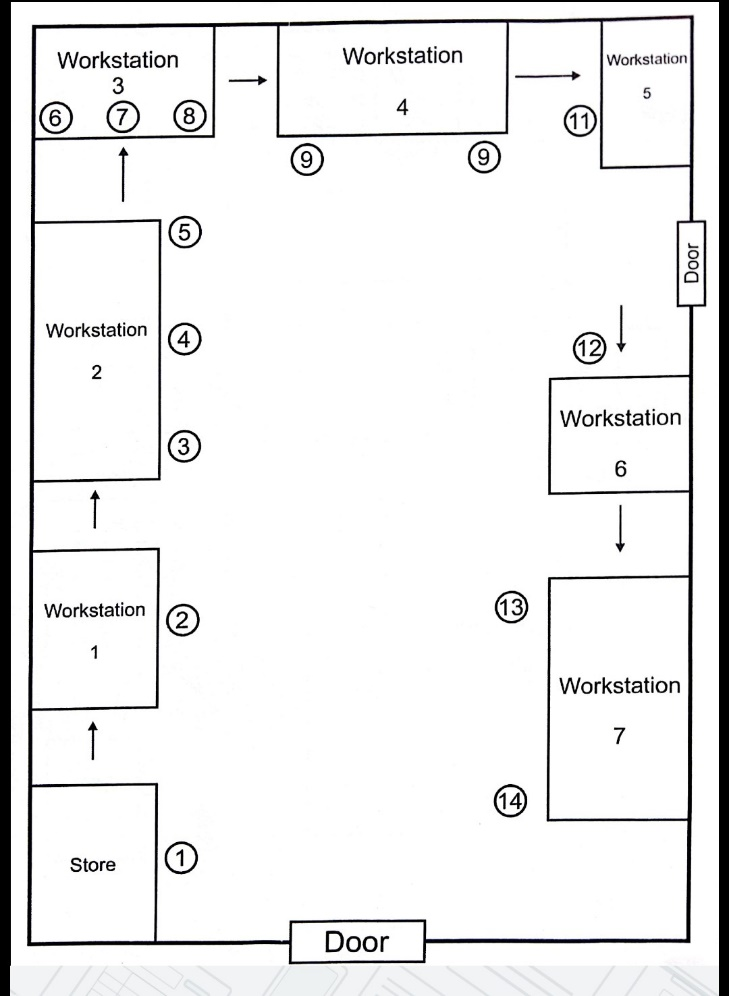 Workstation
3
6 7 8
Workstation
4
9 9
Workstation
5
11
Door
5
Workstation
2
4
3
12
Workstation
6
Workstation
1
2
13
Workstation
7
14
Store
1
Door